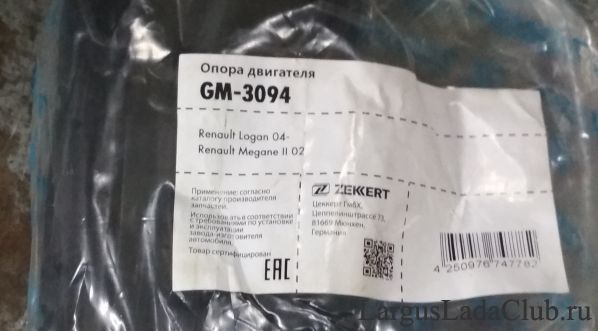 Опора двигателя
GM-3094
Renault Logan 04-
Renault Megane II 02
Применение: согласно
каталогу производителя
запчастей.
Использовать в соответствии
с требованиями по установке
и эксплуатации
завода-изготовителя
автомобиля.
Товар сертифицирован
EAC
ZEKKERT
Цеккерт ГмбХ,
Цеппелинштрассе 73,
81669 Мюнхен,
Германия
4 250976 747782
LargusLadaClub.ru